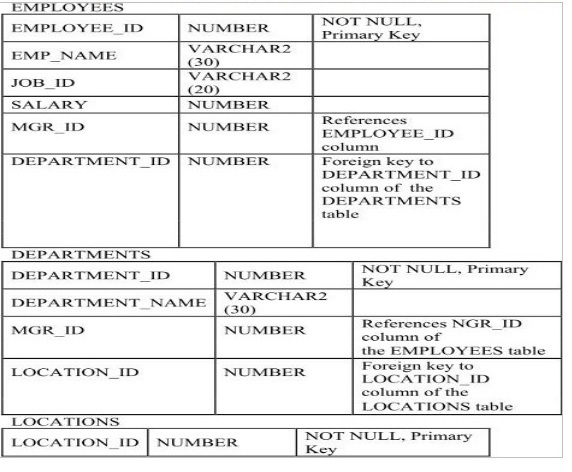 EMPLOYEES
EMPLOYEE_ID NUMBER NOT NULL,
Primary Key
EMP_NAME VARCHAR2
(30)
JOB_ID VARCHAR2
(20)
SALARY NUMBER
MGR_ID NUMBER References
EMPLOYEE_ID
column
DEPARTMENT_ID NUMBER Foreign key to
DEPARTMENT_ID
column of the
DEPARTMENTS
table
DEPARTMENTS
DEPARTMENT_ID NUMBER NOT NULL, Primary
Key
DEPARTMENT_NAME VARCHAR2
(30)
MGR_ID NUMBER References NGR_ID
column of
the EMPLOYEES table
LOCATION_ID NUMBER Foreign key to
LOCATION_ID
column of the
LOCATIONS table
LOCATIONS
LOCATION_ID NUMBER NOT NULL, Primary
Key